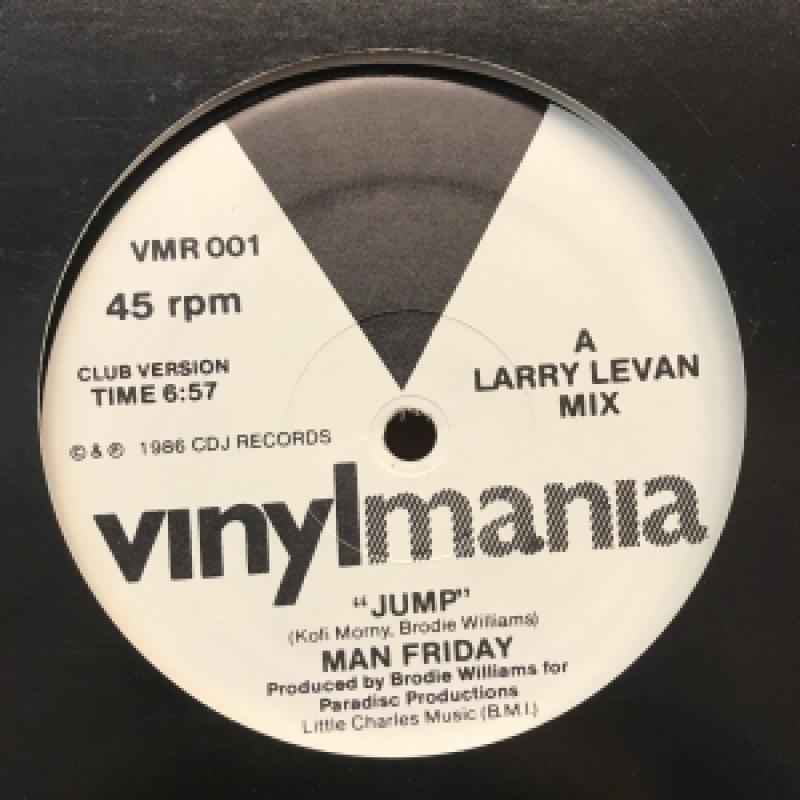 VMR 001
45 rpm
CLUB VERSION
TIME 6:57
© & ℗ 1986 CDJ RECORDS
A
LARRY LEVAN
MIX
vinylmania
“JUMP”
(Kofi Morny, Brodie Williams)
MAN FRIDAY
Produced by Brodie Williams for
Paradisc Productions
Little Charles Music (B.M.I.)